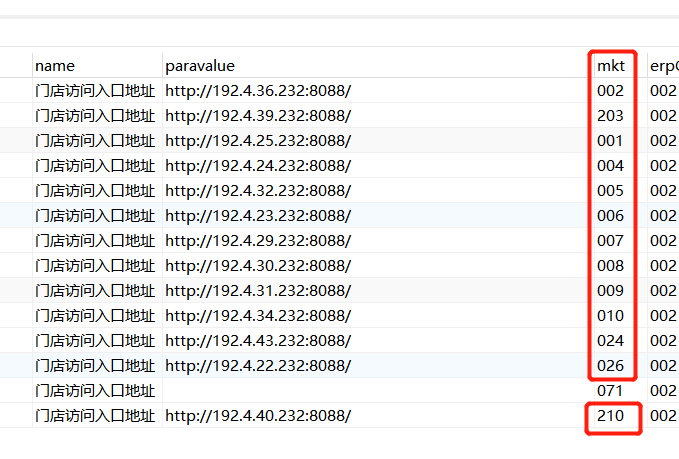 name paravalue mkt erpC
门店访问入口地址 http://192.4.36.232:8088/ 002 002
门店访问入口地址 http://192.4.39.232:8088/ 203 002
门店访问入口地址 http://192.4.25.232:8088/ 001 002
门店访问入口地址 http://192.4.24.232:8088/ 004 002
门店访问入口地址 http://192.4.32.232:8088/ 005 002
门店访问入口地址 http://192.4.23.232:8088/ 006 002
门店访问入口地址 http://192.4.29.232:8088/ 007 002
门店访问入口地址 http://192.4.30.232:8088/ 008 002
门店访问入口地址 http://192.4.31.232:8088/ 009 002
门店访问入口地址 http://192.4.34.232:8088/ 010 002
门店访问入口地址 http://192.4.43.232:8088/ 024 002
门店访问入口地址 http://192.4.22.232:8088/ 026 002
门店访问入口地址 071 002
门店访问入口地址 http://192.4.40.232:8088/ 210 002